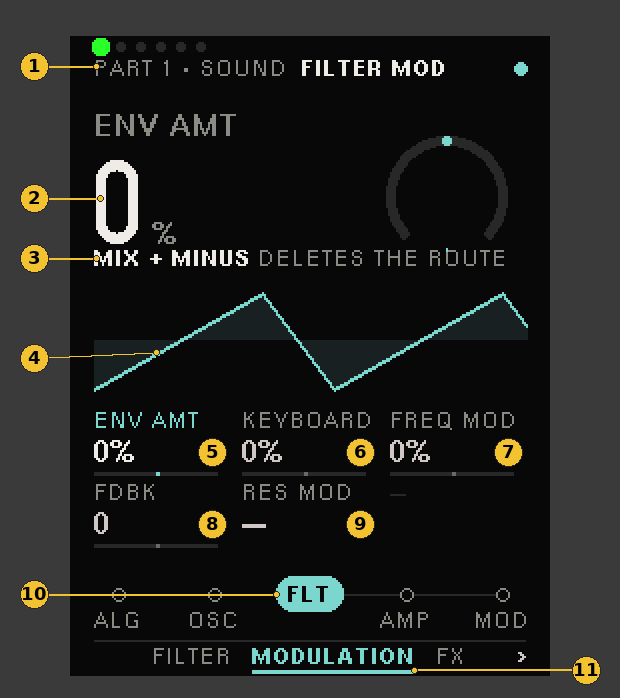 1 PART 1 · SOUND FILTER MOD
ENV AMT
2 0 %
3 MIX + MINUS DELETES THE ROUTE
4
ENV AMT KEYBOARD FREQ MOD
0% 5 0% 6 0% 7
FDBK RES MOD —
0 8 — 9
10 FLT
ALG OSC AMP MOD
FILTER MODULATION FX >
11